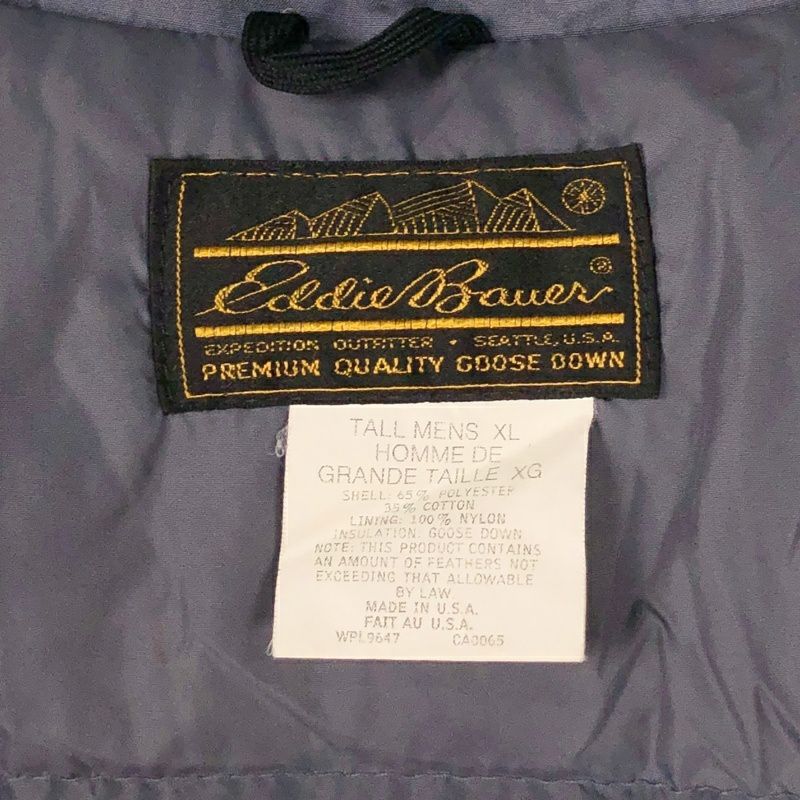 Eddie Bauer®
EXPEDITION OUTFITTER • SEATTLE, U.S.A.
PREMIUM QUALITY GOOSE DOWN
TALL MENS XL
HOMME DE
GRANDE TAILLE XG
SHELL: 65% POLYESTER
35% COTTON
LINING: 100% NYLON
INSULATION: GOOSE DOWN
NOTE: THIS PRODUCT CONTAINS
AN AMOUNT OF FEATHERS NOT
EXCEEDING THAT ALLOWABLE
BY LAW
MADE IN U.S.A.
FAIT AU U.S.A.
WPL9647 CA0065